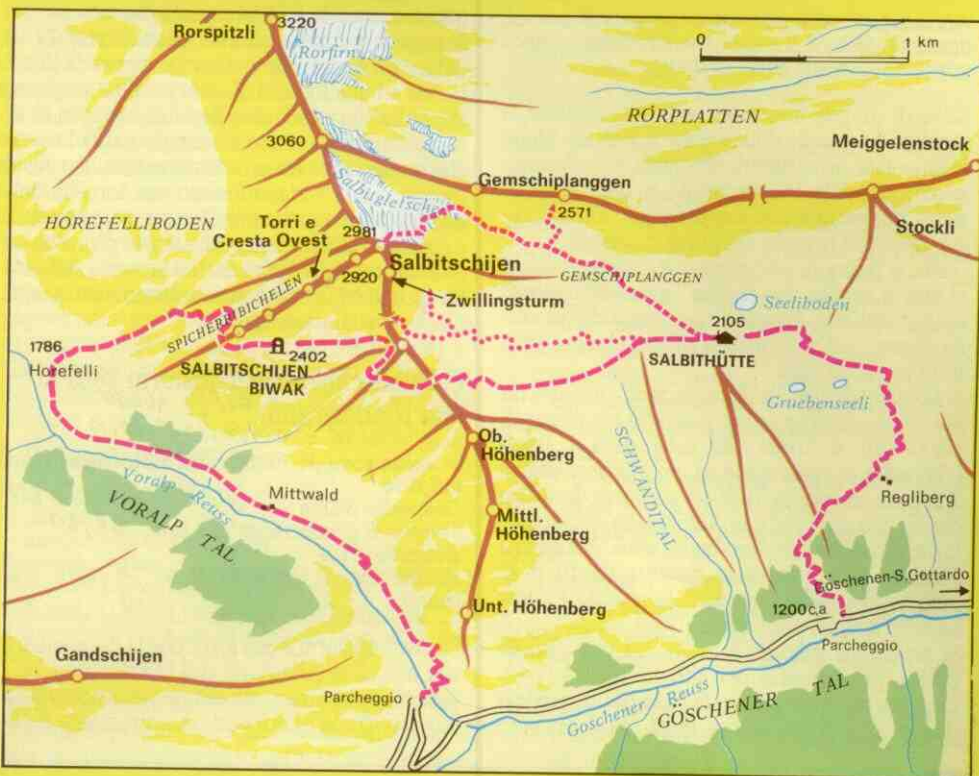 3220
Rorspitzli
Rorfirn
0
1
km
RÖRPLATTEN
3060
Meiggelenstock
Gemschiplanggen
Salbitgletscher
2571
HOREFELLIBODEN
Torri e
Cresta Ovest
2981
Stockli
Salbitschijen
2920
GEMSCHIPLANGGEN
Zwillingsturm
SPICHERRIBICHELEN
Seeliboden
2105
1786
Horefelli
2402
SALBITSCHIJEN
BIWAK
SALBITHÜTTE
Gruebenseeli
SCHWANDITAL
Ob.
Höhenberg
Voralp Reuss
Mittwald
VORALP
TAL
Regliberg
Mittl.
Höhenberg
Göschenen-S.Gottardo
Unt. Höhenberg
1200 c,a
Parcheggio
Gandschijen
Parcheggio
Goschener Reuss
GÖSCHENER TAL